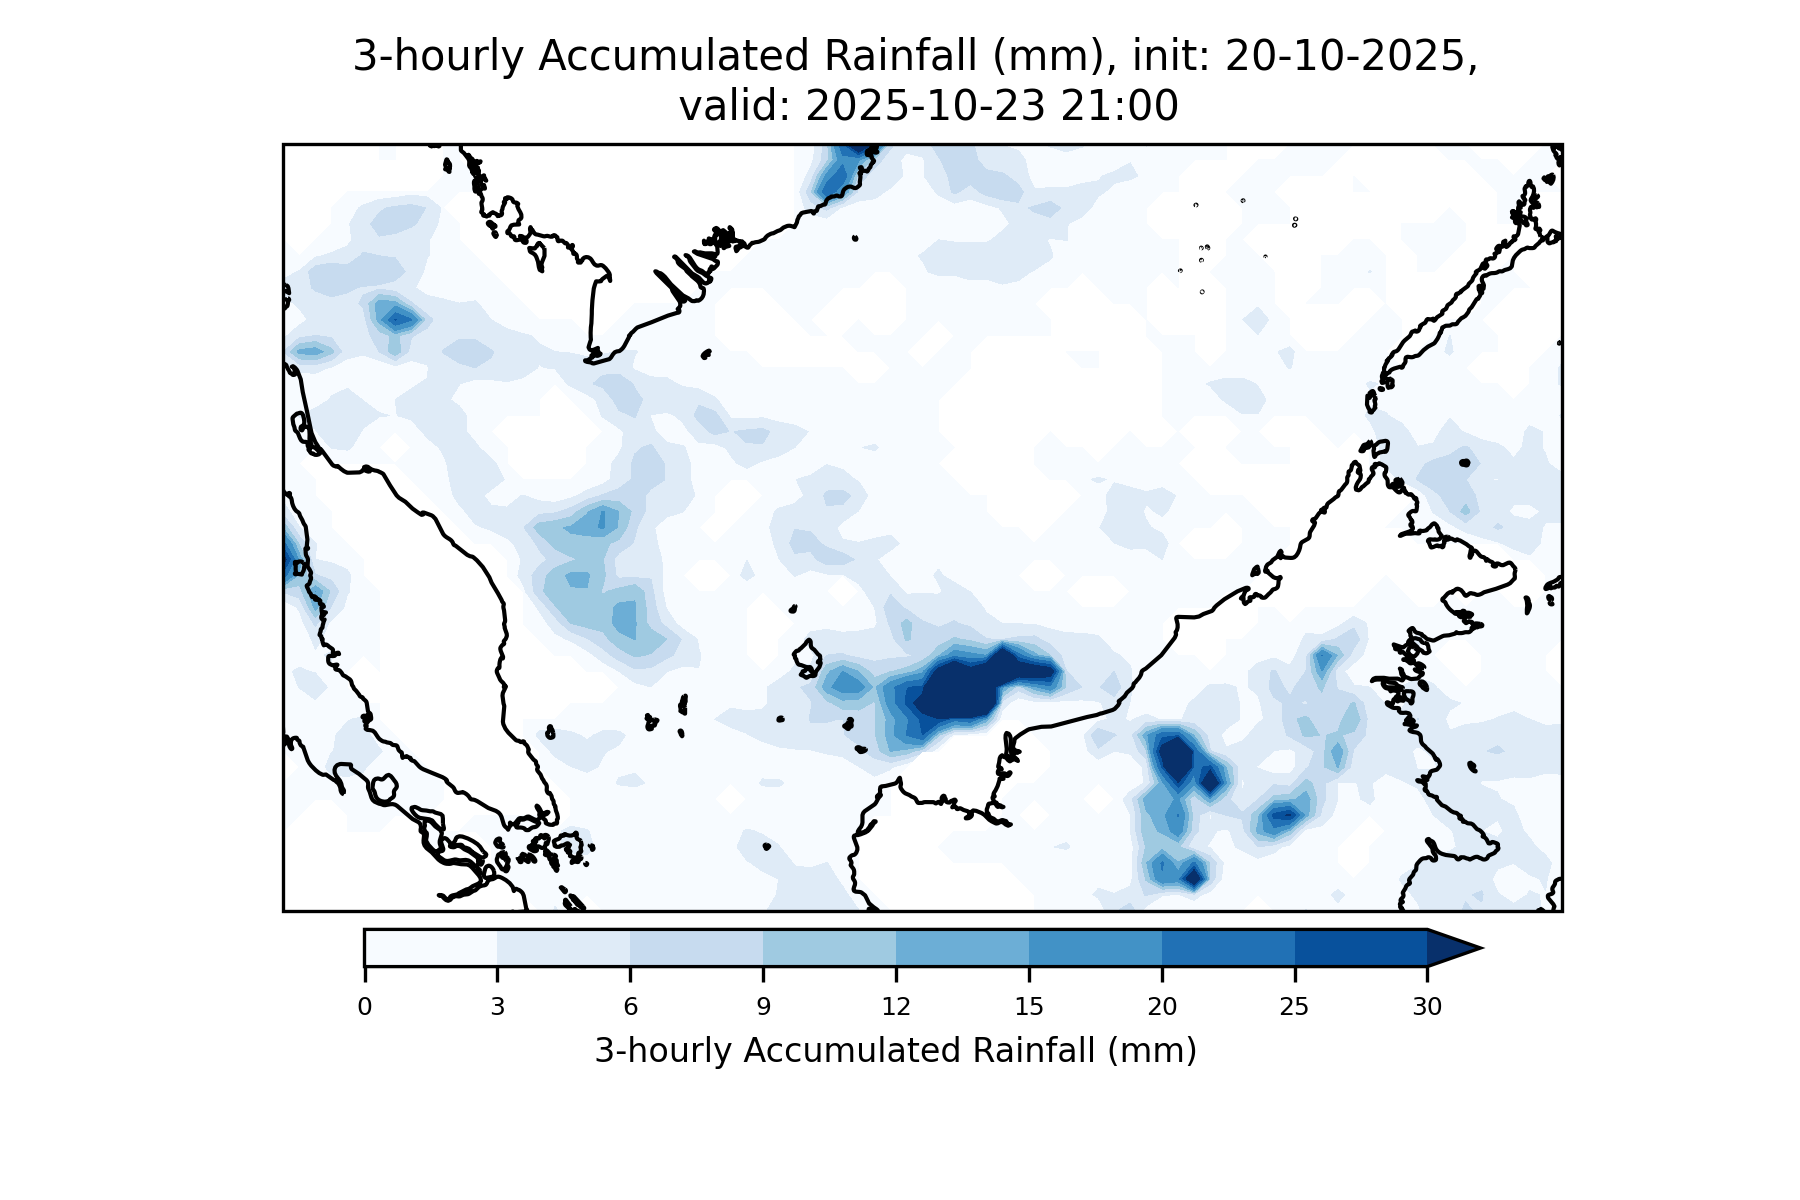 3-hourly Accumulated Rainfall (mm), init: 20-10-2025,
valid: 2025-10-23 21:00
0 3 6 9 12 15 20 25 30
3-hourly Accumulated Rainfall (mm)